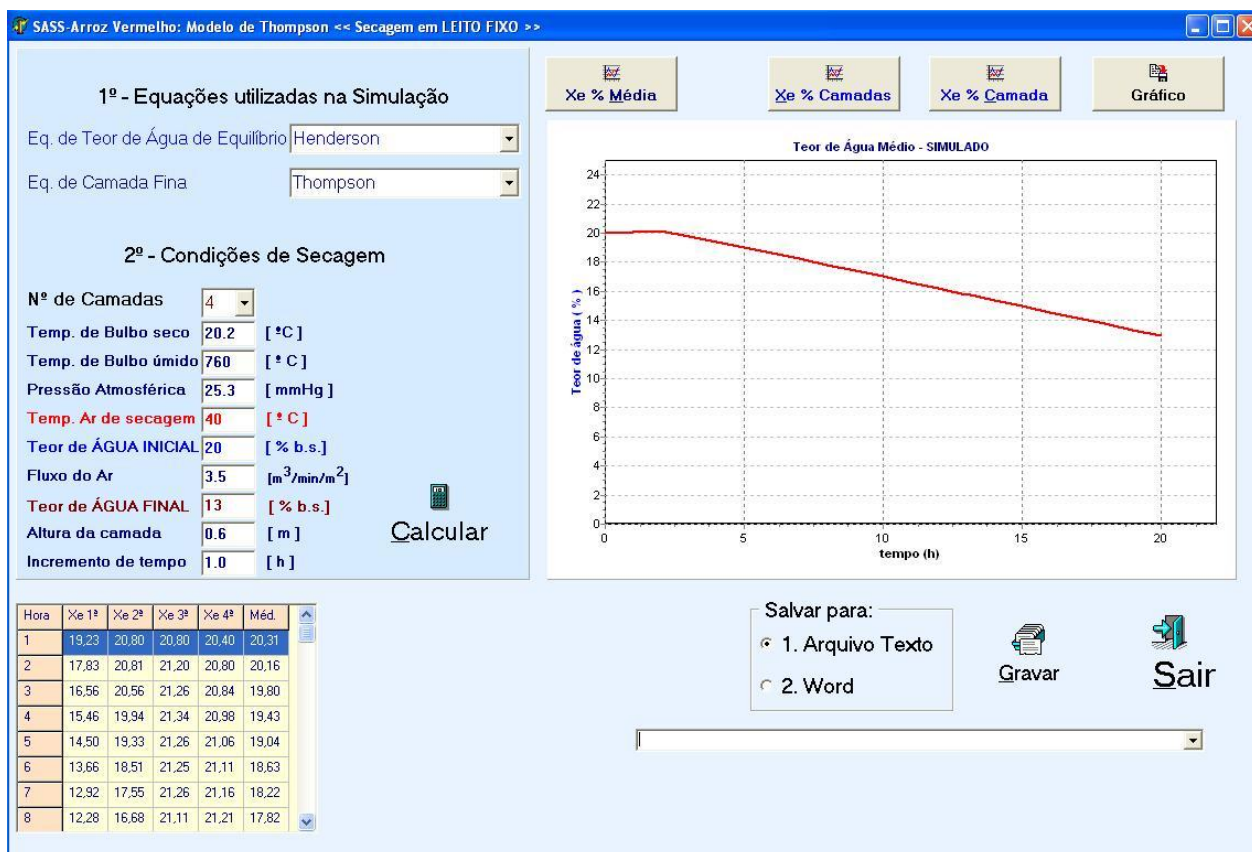 SASS-Arroz Vermelho: Modelo de Thompson << Secagem em LEITO FIXO >>
1º - Equações utilizadas na Simulação
Eq. de Teor de Água de Equilíbrio Henderson
Eq. de Camada Fina Thompson
2º - Condições de Secagem
Nº de Camadas 4
Temp. de Bulbo seco 20.2 [ ºC ]
Temp. de Bulbo úmido 760 [ º C ]
Pressão Atmosférica 25.3 [ mmHg ]
Temp. Ar de secagem 40 [ º C ]
Teor de ÁGUA INICIAL 20 [ % b.s.]
Fluxo do Ar 3.5 [m³/min/m²]
Teor de ÁGUA FINAL 13 [ % b.s.]
Altura da camada 0.6 [ m ]
Incremento de tempo 1.0 [ h ]
Calcular
Xe % Média
Xe % Camadas
Xe % Camada
Gráfico
Teor de Água Médio - SIMULADO
24
22
20
18
16
14
12
10
8
6
4
2
0
Teor de água ( % )
0 5 10 15 20
tempo (h)
Hora Xe 1ª Xe 2ª Xe 3ª Xe 4ª Méd.
1 19,23 20,80 20,80 20,40 20,31
2 17,83 20,81 21,20 20,80 20,16
3 16,56 20,56 21,26 20,84 19,80
4 15,46 19,94 21,34 20,98 19,43
5 14,50 19,33 21,26 21,06 19,04
6 13,66 18,51 21,25 21,11 18,63
7 12,92 17,55 21,26 21,16 18,22
8 12,28 16,68 21,11 21,21 17,82
Salvar para:
1. Arquivo Texto
2. Word
Gravar
Sair